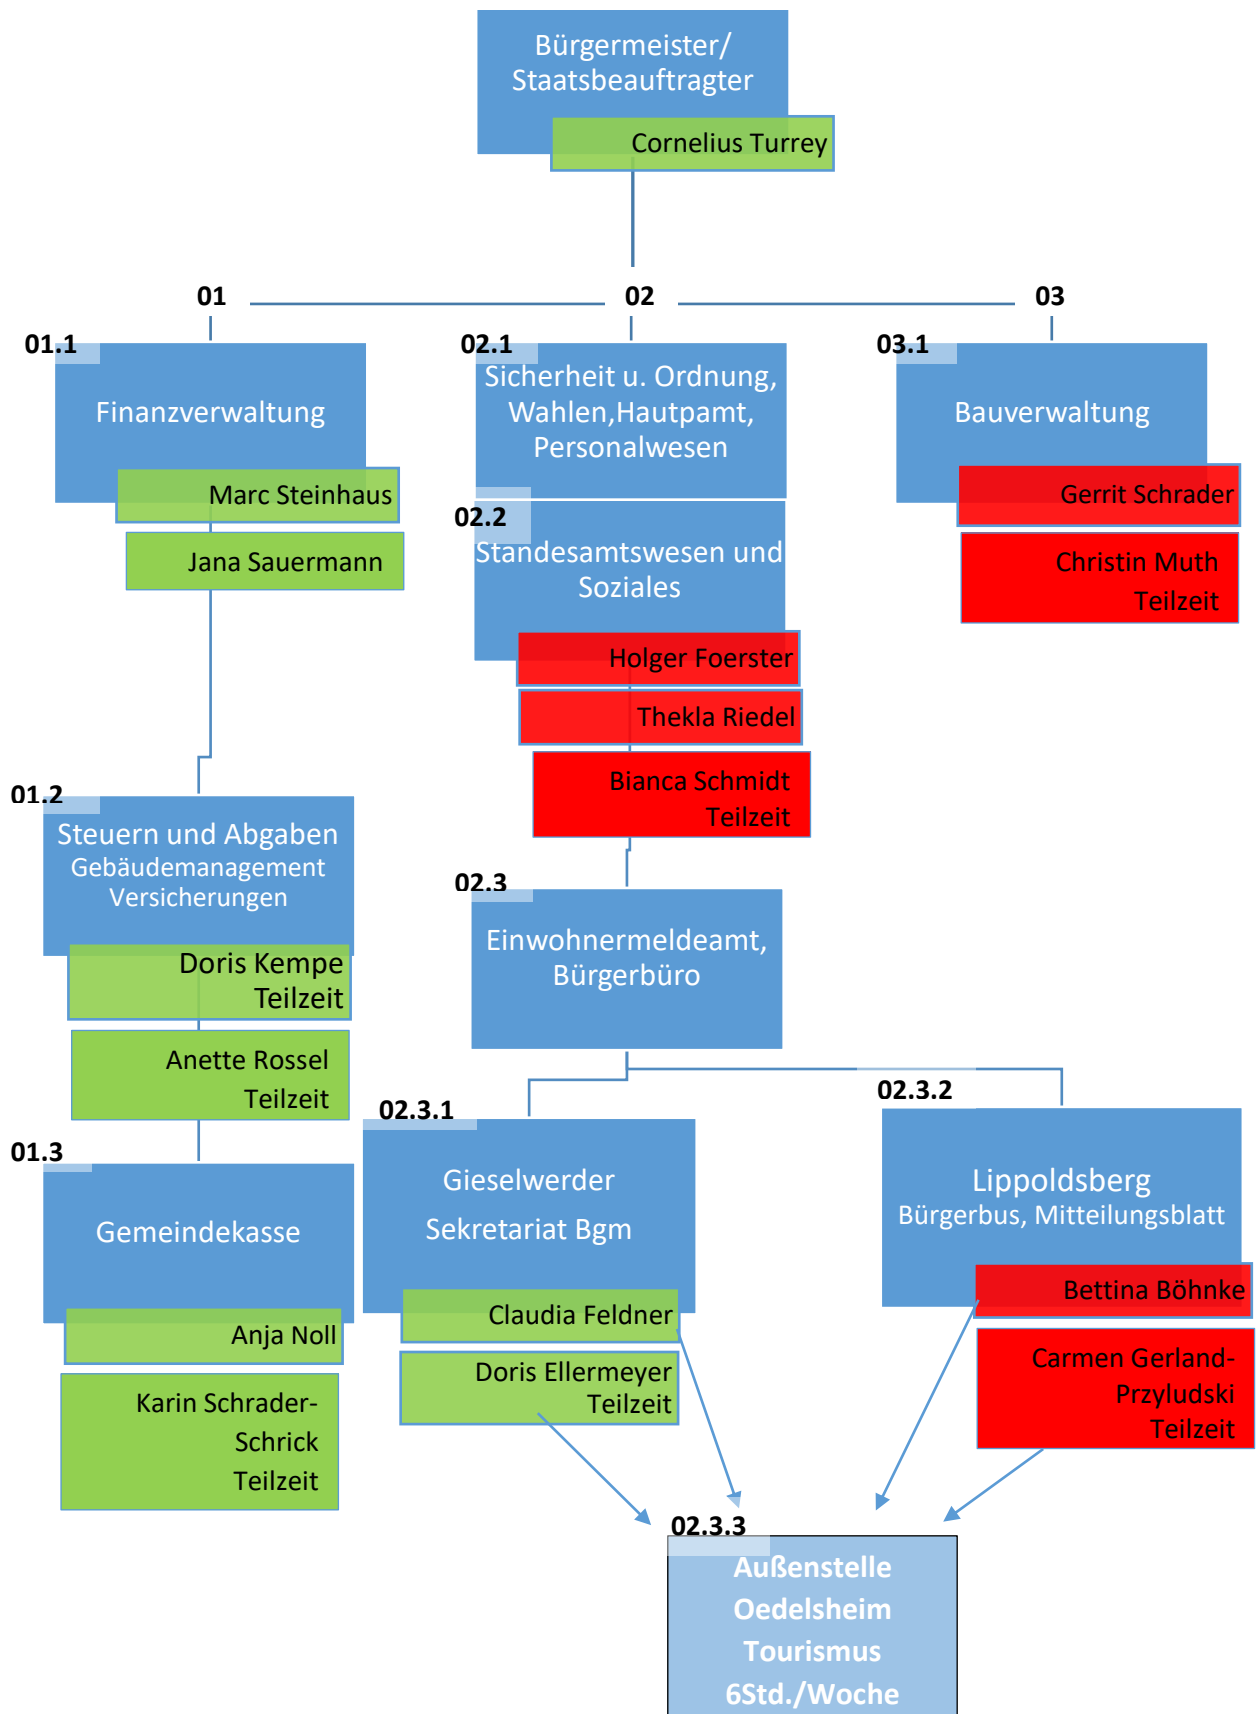 Bürgermeister/
Staatsbeauftragter
Cornelius Turrey
01
02
03
01.1
Finanzverwaltung
Marc Steinhaus
Jana Sauermann
02.1
Sicherheit u. Ordnung,
Wahlen,Hautpamt,
Personalwesen
02.2
Standesamtswesen und
Soziales
Holger Foerster
Thekla Riedel
Bianca Schmidt
Teilzeit
03.1
Bauverwaltung
Gerrit Schrader
Christin Muth
Teilzeit
01.2
Steuern und Abgaben
Gebäudemanagement
Versicherungen
Doris Kempe
Teilzeit
Anette Rossel
Teilzeit
01.3
Gemeindekasse
Anja Noll
Karin Schrader-
Schrick
Teilzeit
02.3
Einwohnermeldeamt,
Bürgerbüro
02.3.1
Gieselwerder
Sekretariat Bgm
Claudia Feldner
Doris Ellermeyer
Teilzeit
02.3.2
Lippoldsberg
Bürgerbus, Mitteilungsblatt
Bettina Böhnke
Carmen Gerland-
Przyludski
Teilzeit
02.3.3
Außenstelle
Oedelsheim
Tourismus
6Std./Woche